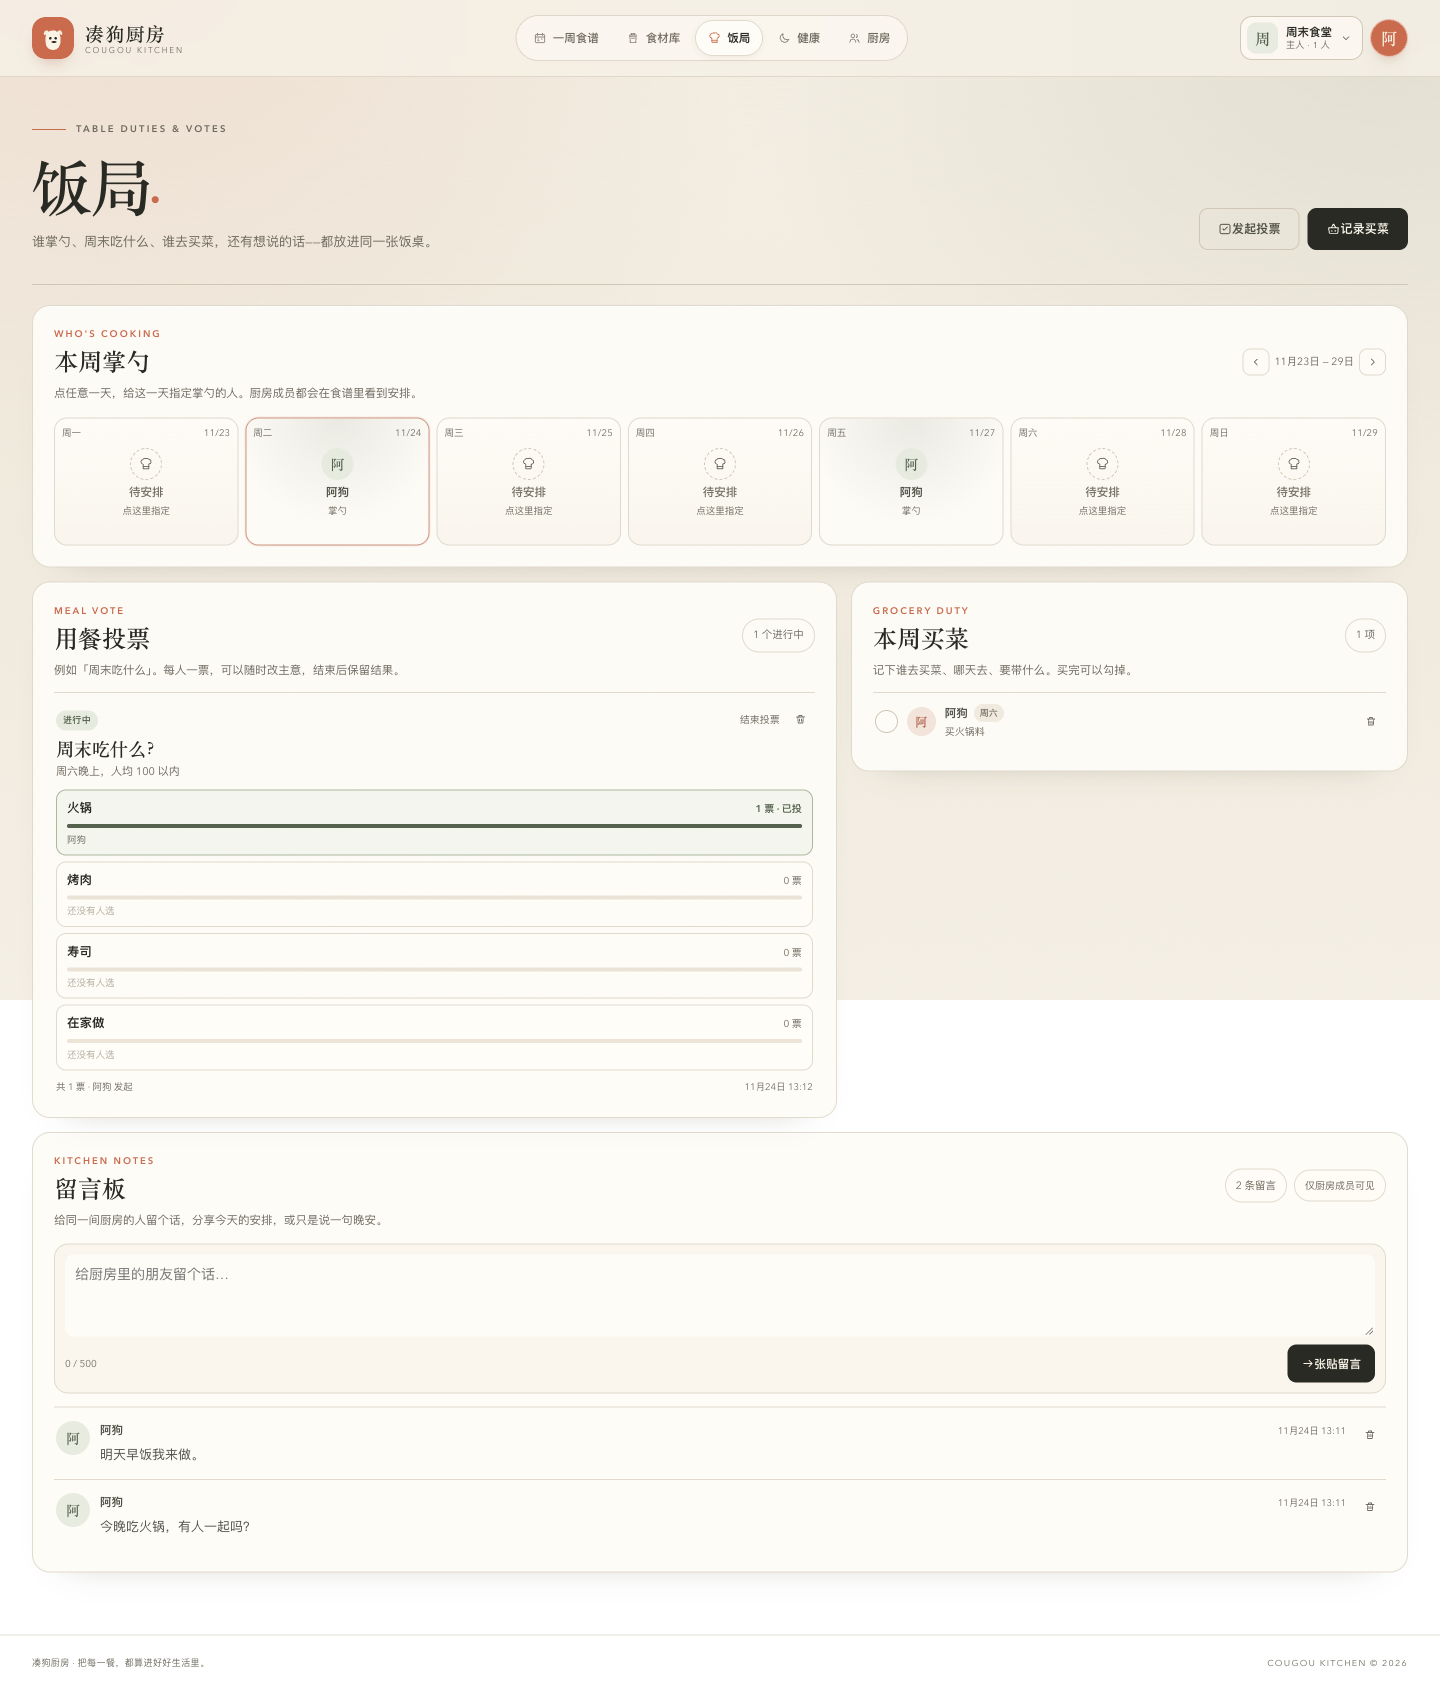 凑狗厨房
COUGOU KITCHEN
一周食谱
食材库
饭局
健康
厨房
周
周末食堂
主人 · 1 人
阿
TABLE DUTIES & VOTES
饭局.
谁掌勺、周末吃什么、谁去买菜，还有想说的话——都放进同一张饭桌。
发起投票
记录买菜
WHO'S COOKING
本周掌勺
点任意一天，给这一天指定掌勺的人。厨房成员都会在食谱里看到安排。
11月23日 – 29日
周一 11/23
待安排
点这里指定
周二 11/24
阿
阿狗
掌勺
周三 11/25
待安排
点这里指定
周四 11/26
待安排
点这里指定
周五 11/27
阿
阿狗
掌勺
周六 11/28
待安排
点这里指定
周日 11/29
待安排
点这里指定
MEAL VOTE
用餐投票
1 个进行中
例如「周末吃什么」。每人一票，可以随时改主意，结束后保留结果。
进行中
结束投票
周末吃什么?
周六晚上，人均 100 以内
火锅
1 票 · 已投
阿狗
烤肉
0 票
还没有人选
寿司
0 票
还没有人选
在家做
0 票
还没有人选
共 1 票 · 阿狗 发起
11月24日 13:12
GROCERY DUTY
本周买菜
1 项
记下谁去买菜、哪天去、要带什么。买完可以勾掉。
阿
阿狗 周六
买火锅料
KITCHEN NOTES
留言板
2 条留言
仅厨房成员可见
给同一间厨房的人留个话，分享今天的安排，或只是说一句晚安。
给厨房里的朋友留个话…
0 / 500
→张贴留言
阿
阿狗
11月24日 13:11
明天早饭我来做。
阿
阿狗
11月24日 13:11
今晚吃火锅，有人一起吗?
凑狗厨房 · 把每一餐，都算进好好生活里。
COUGOU KITCHEN © 2026